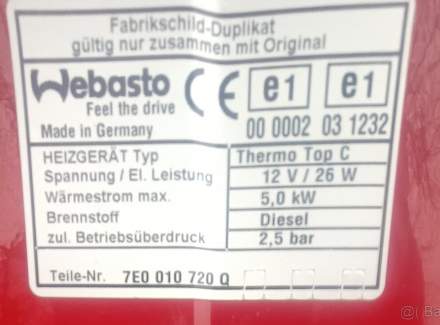 Fabrikschild-Duplikat
gültig nur zusammen mit Original
Webasto CE e1 e1
Feel the drive
Made in Germany 00 0002 03 1232
HEIZGERÄT Typ Thermo Top C
Spannung / El. Leistung 12 V / 26 W
Wärmestrom max. 5,0 kW
Brennstoff Diesel
zul. Betriebsüberdruck 2,5 bar
Teile-Nr. 7E0 010 720 Q